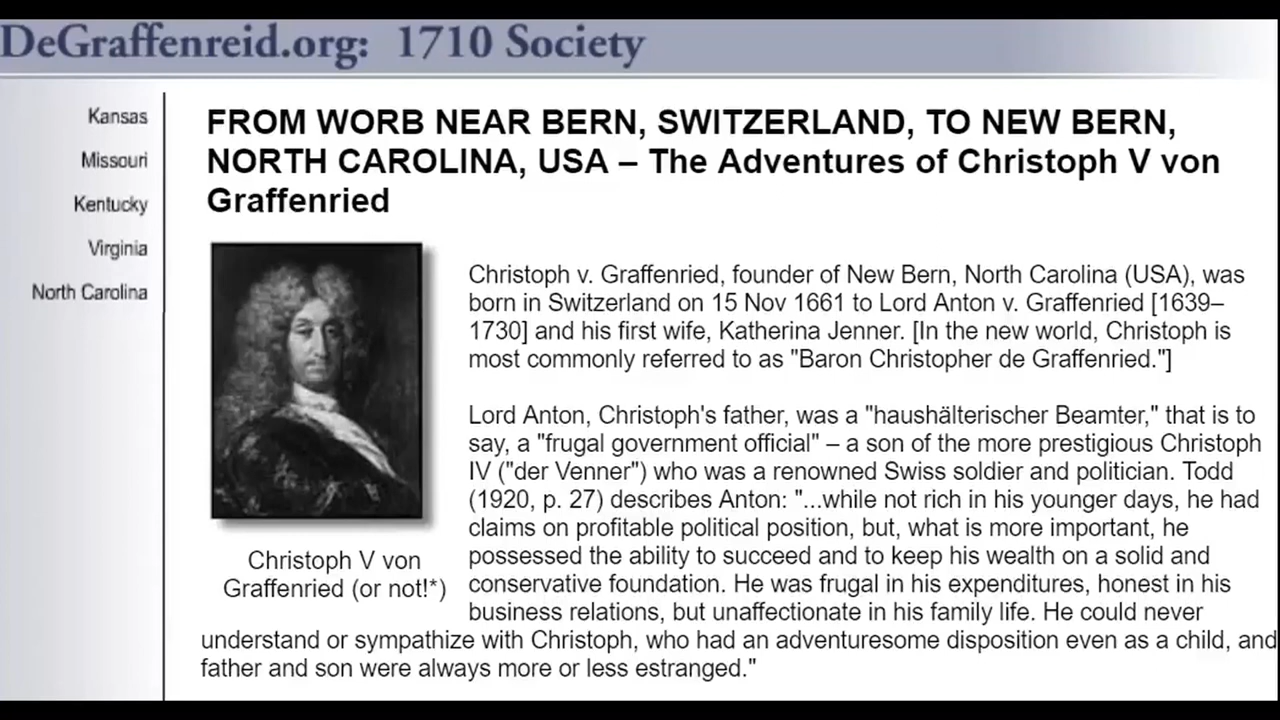 DeGraffenreid.org: 1710 Society
Kansas
Missouri
Kentucky
Virginia
North Carolina
FROM WORB NEAR BERN, SWITZERLAND, TO NEW BERN,
NORTH CAROLINA, USA – The Adventures of Christoph V von
Graffenried
Christoph V von
Graffenried (or not!*)
Christoph v. Graffenried, founder of New Bern, North Carolina (USA), was
born in Switzerland on 15 Nov 1661 to Lord Anton v. Graffenried [1639–
1730] and his first wife, Katherina Jenner. [In the new world, Christoph is
most commonly referred to as "Baron Christopher de Graffenried."]
Lord Anton, Christoph's father, was a "haushälterischer Beamter," that is to
say, a "frugal government official" – a son of the more prestigious Christoph
IV ("der Venner") who was a renowned Swiss soldier and politician. Todd
(1920, p. 27) describes Anton: "...while not rich in his younger days, he had
claims on profitable political position, but, what is more important, he
possessed the ability to succeed and to keep his wealth on a solid and
conservative foundation. He was frugal in his expenditures, honest in his
business relations, but unaffectionate in his family life. He could never
understand or sympathize with Christoph, who had an adventuresome disposition even as a child, and
father and son were always more or less estranged."